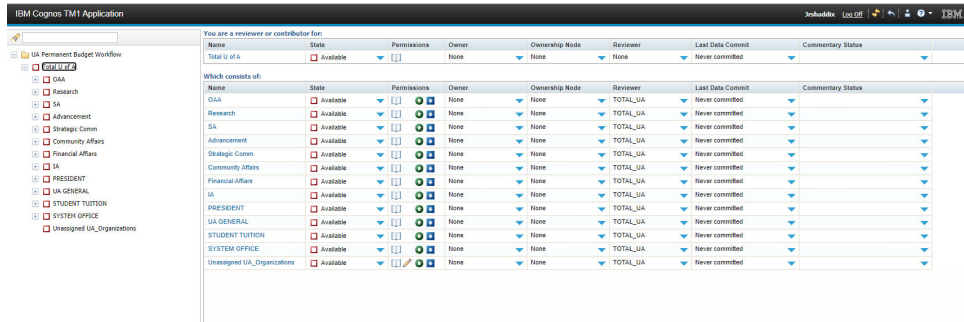 IBM Cognos TM1 Application
Jrshaddix Log Off IBM
UA Permanent Budget Workflow
Total U of A
OAA
Research
SA
Advancement
Strategic Comm
Community Affairs
Financial Affiars
IA
PRESIDENT
UA GENERAL
STUDENT TUITION
SYSTEM OFFICE
Unassigned UA_Organizations
You are a reviewer or contributor for:
Name State Permissions Owner Ownership Node Reviewer Last Data Commit Commentary Status
Total U of A Available None None None Never committed
Which consists of:
Name State Permissions Owner Ownership Node Reviewer Last Data Commit Commentary Status
OAA Available None None TOTAL_UA Never committed
Research Available None None TOTAL_UA Never committed
SA Available None None TOTAL_UA Never committed
Advancement Available None None TOTAL_UA Never committed
Strategic Comm Available None None TOTAL_UA Never committed
Community Affairs Available None None TOTAL_UA Never committed
Financial Affiars Available None None TOTAL_UA Never committed
IA Available None None TOTAL_UA Never committed
PRESIDENT Available None None TOTAL_UA Never committed
UA GENERAL Available None None TOTAL_UA Never committed
STUDENT TUITION Available None None TOTAL_UA Never committed
SYSTEM OFFICE Available None None TOTAL_UA Never committed
Unassigned UA_Organizations Available None None TOTAL_UA Never committed